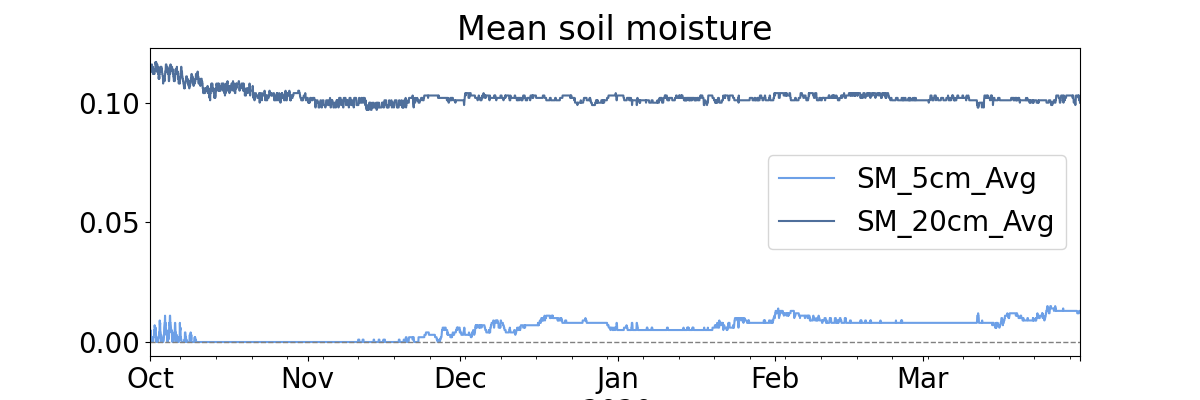 Mean soil moisture
0.10
0.05
0.00
SM_5cm_Avg
SM_20cm_Avg
Oct Nov Dec Jan Feb Mar